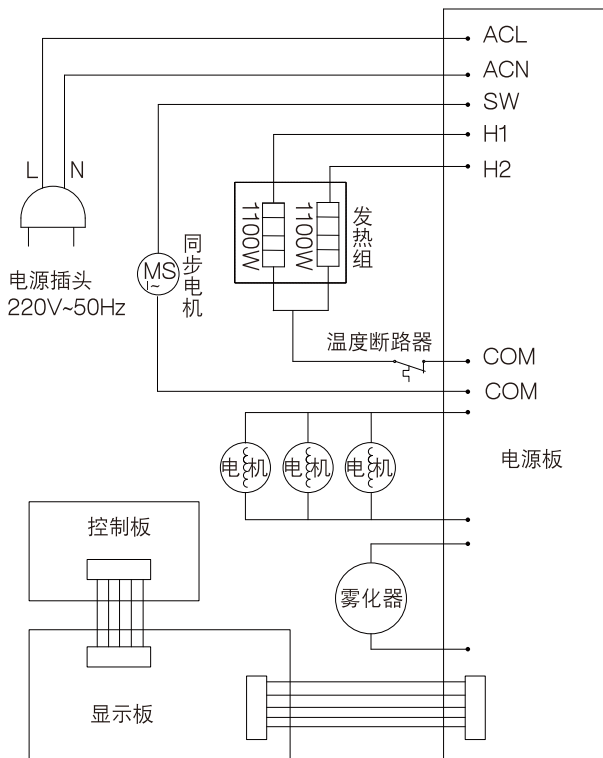 ACL
ACN
SW
H1
H2
L N
1100W
1100W
发热组
同步电机
MS
1~
电源插头
220V~50Hz
温度断路器
COM
COM
电机 电机 电机
电源板
控制板
雾化器
显示板